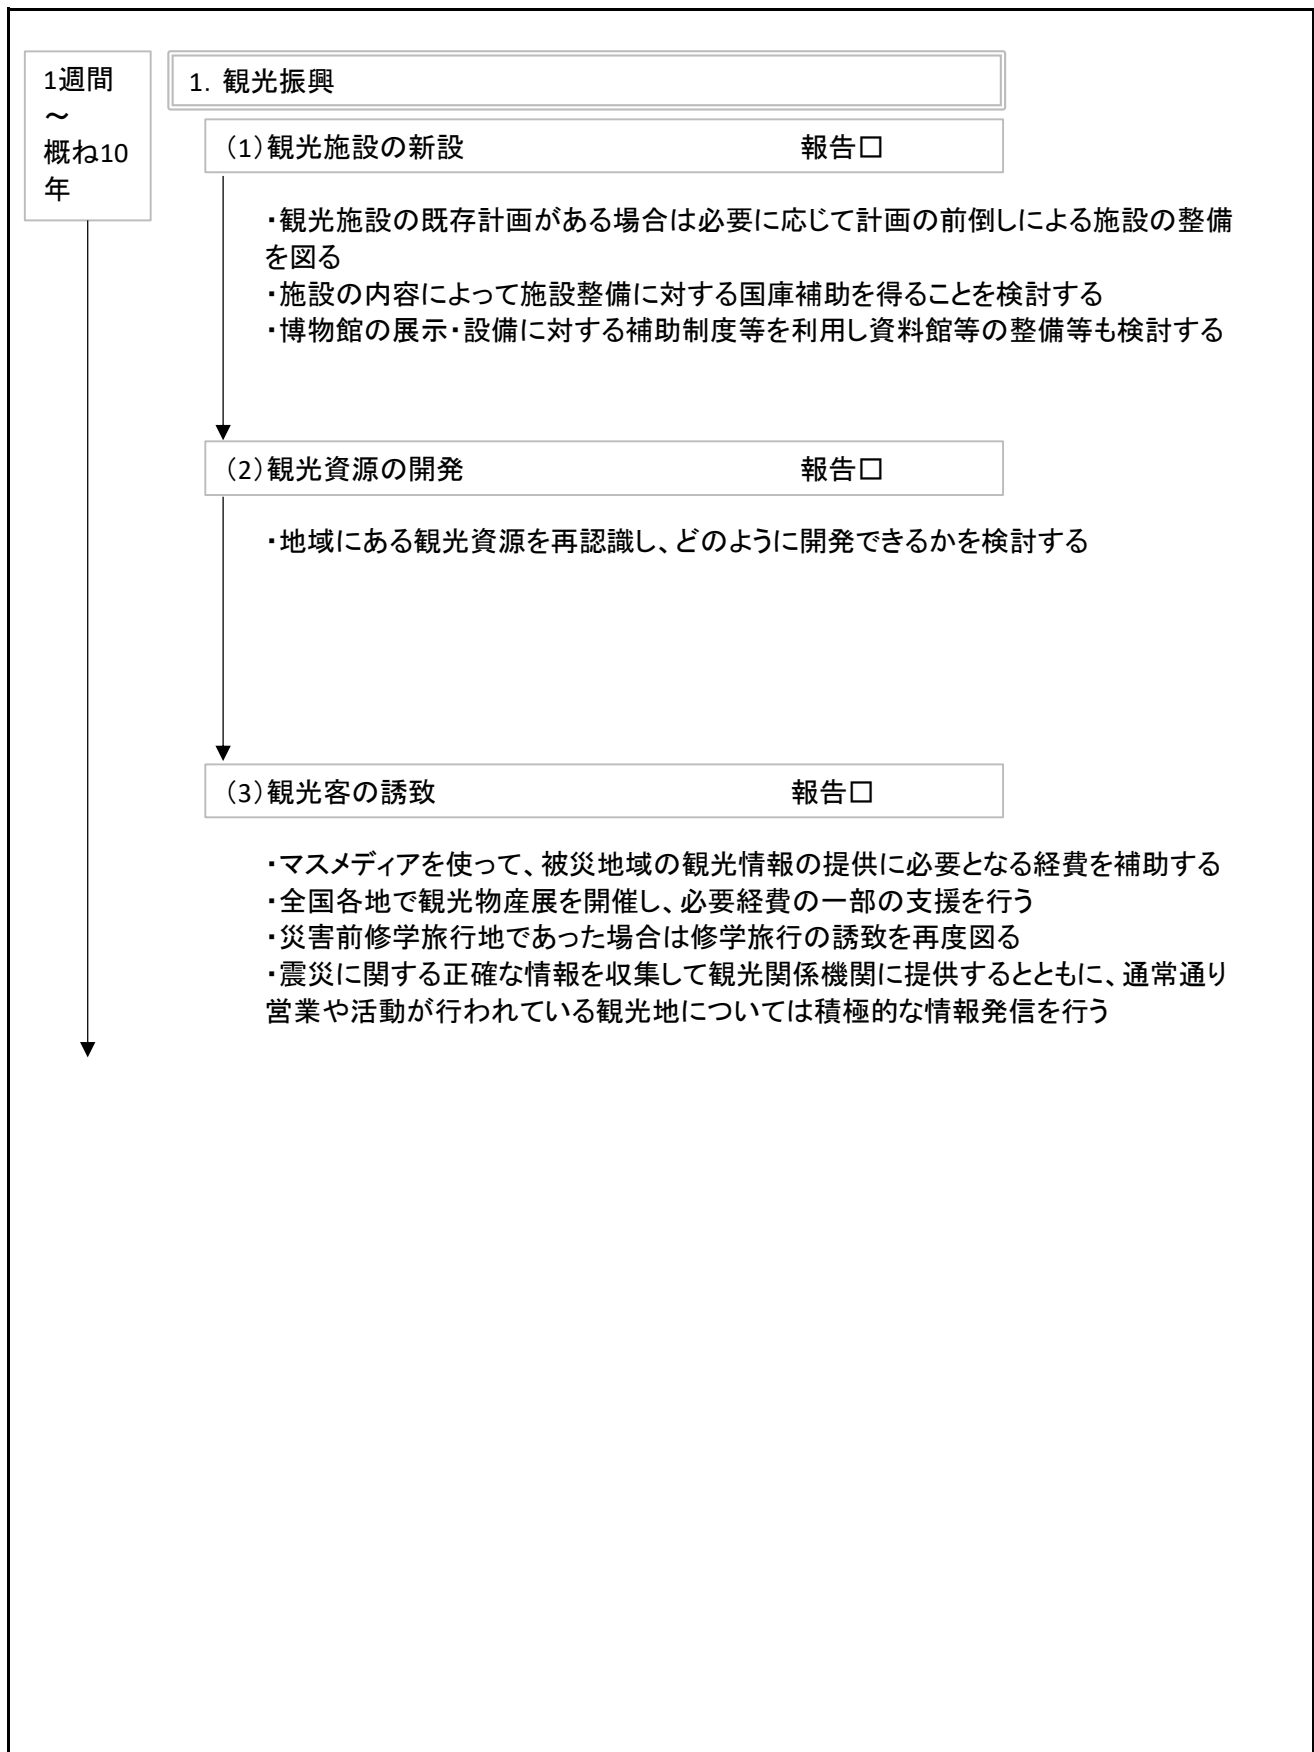 1週間
～
概ね10
年
1．観光振興
（1）観光施設の新設　報告□
・観光施設の既存計画がある場合は必要に応じて計画の前倒しによる施設の整備
を図る
・施設の内容によって施設整備に対する国庫補助を得ることを検討する
・博物館の展示・設備に対する補助制度等を利用し資料館等の整備等も検討する
（2）観光資源の開発　報告□
・地域にある観光資源を再認識し、どのように開発できるかを検討する
（3）観光客の誘致　報告□
・マスメディアを使って、被災地域の観光情報の提供に必要となる経費を補助する
・全国各地で観光物産展を開催し、必要経費の一部の支援を行う
・災害前修学旅行地であった場合は修学旅行の誘致を再度図る
・震災に関する正確な情報を収集して観光関係機関に提供するとともに、通常通り
営業や活動が行われている観光地については積極的な情報発信を行う